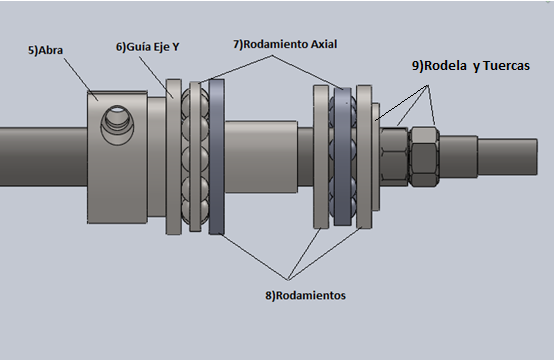 5)Abra
6)Guía Eje Y
7)Rodamiento Axial
9)Rodela y Tuercas
8)Rodamientos